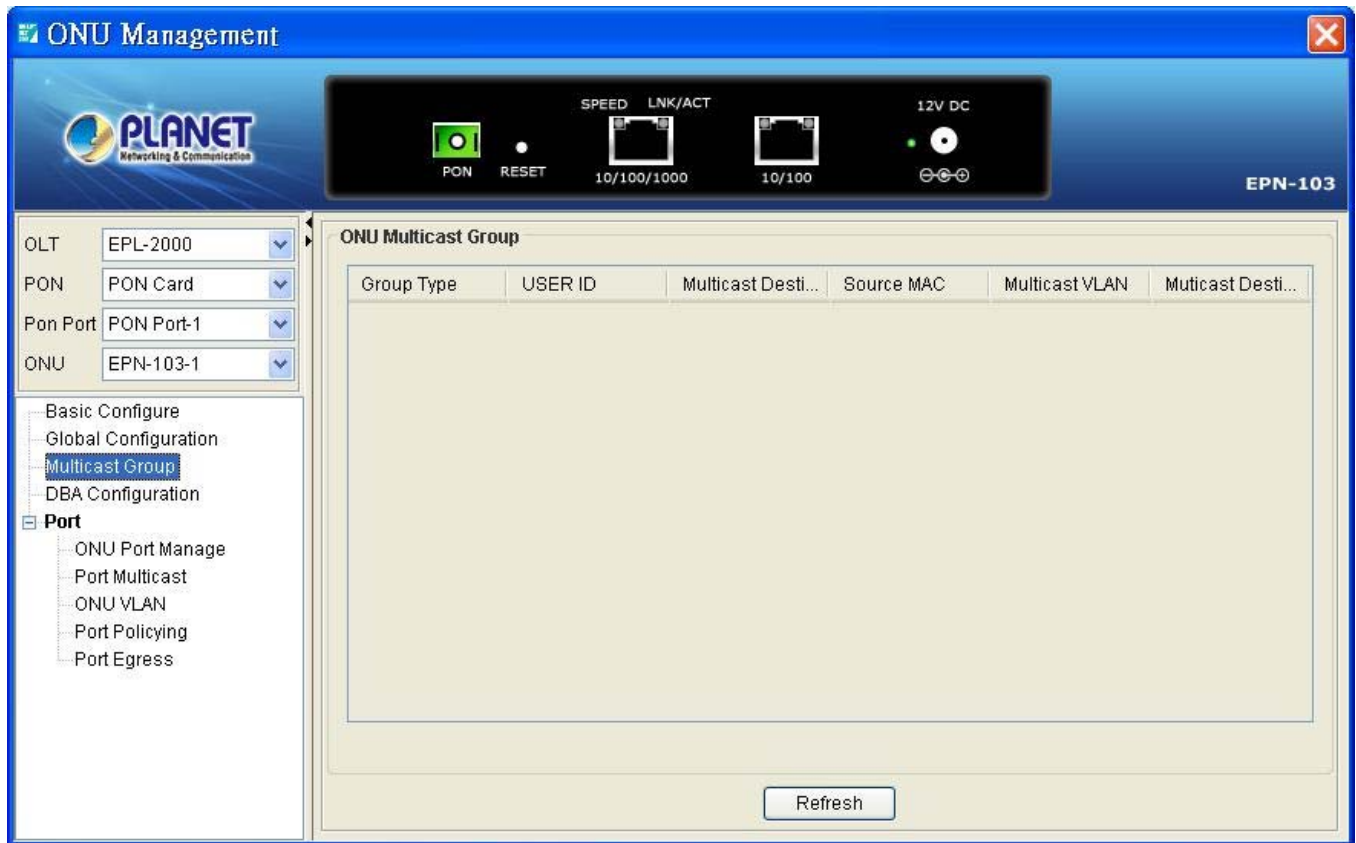 ONU Management
PLANET
Networking & Communication
SPEED LNK/ACT
12V DC
PON RESET 10/100/1000 10/100
EPN-103
OLT EPL-2000
PON PON Card
Pon Port PON Port-1
ONU EPN-103-1
Basic Configure
Global Configuration
Multicast Group
DBA Configuration
Port
ONU Port Manage
Port Multicast
ONU VLAN
Port Policying
Port Egress
ONU Multicast Group
Group Type USER ID Multicast Desti... Source MAC Multicast VLAN Muticast Desti...
Refresh